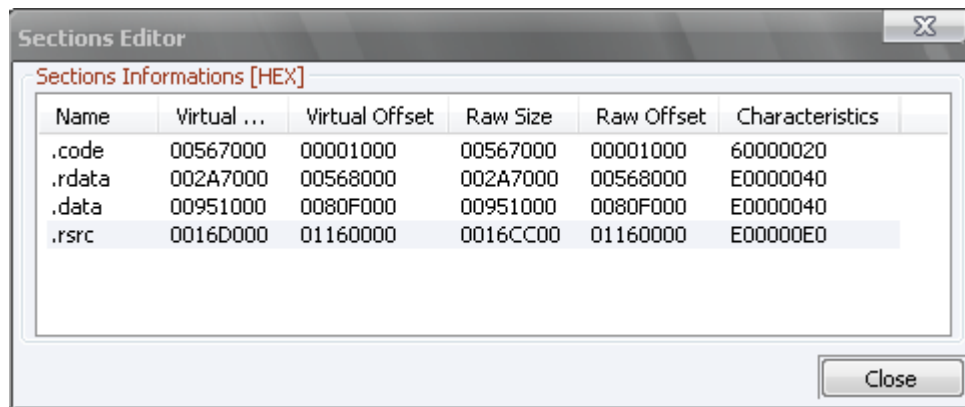 Sections Editor
Sections Informations [HEX]
Name Virtual ... Virtual Offset Raw Size Raw Offset Characteristics
.code 00567000 00001000 00567000 00001000 60000020
.rdata 002A7000 00568000 002A7000 00568000 E0000040
.data 00951000 0080F000 00951000 0080F000 E0000040
.rsrc 0016D000 01160000 0016CC00 01160000 E00000E0
Close